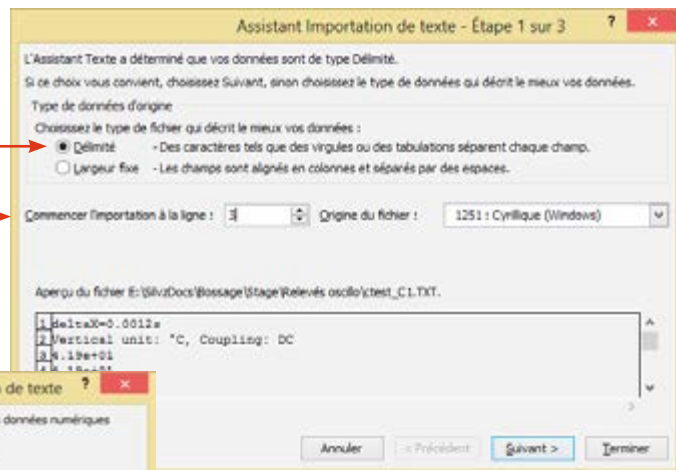 Assistant Importation de texte - Étape 1 sur 3 ?
L'Assistant Texte a déterminé que vos données sont de type Délimité.
Si ce choix vous convient, choisissez Suivant, sinon choisissez le type de données qui décrit le mieux vos données.
Type de données d'origine
Choisissez le type de fichier qui décrit le mieux vos données :
Délimité - Des caractères tels que des virgules ou des tabulations séparent chaque champ.
Largeur fixe - Les champs sont alignés en colonnes et séparés par des espaces.
Commencer l'importation à la ligne : 3 Origine du fichier : 1251 : Cyrillique (Windows)
Aperçu du fichier E:\SilvzDocs\Bossage\Stage\Relevés oscillo\ctest_C1.TXT.
1 deltaX=0.0012s
2 Vertical unit: °C, Coupling: DC
3 4.19e+01
n de texte ?
données numériques
Annuler < Précédent Suivant > Terminer